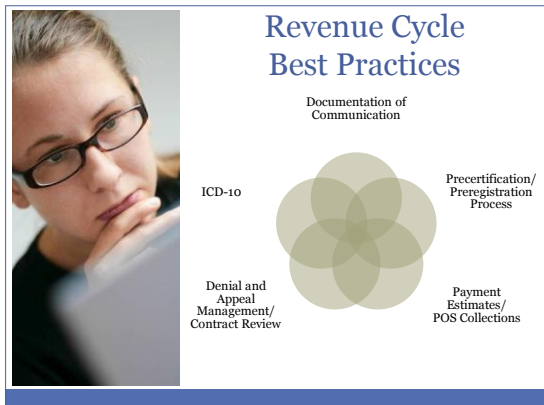 Revenue Cycle
Best Practices
Documentation of
Communication
Precertification/
Preregistration
Process
Payment
Estimates/
POS Collections
Denial and
Appeal
Management/
Contract Review
ICD-10